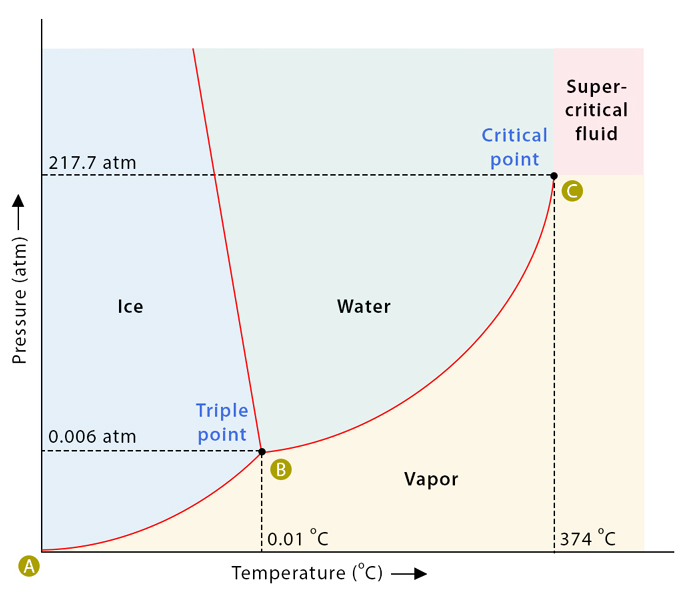 Super-
critical
fluid
Critical
point
217.7 atm
C
Pressure (atm)
Ice
Water
Triple
point
0.006 atm
B
Vapor
0.01 °C
374 °C
A
Temperature (°C)